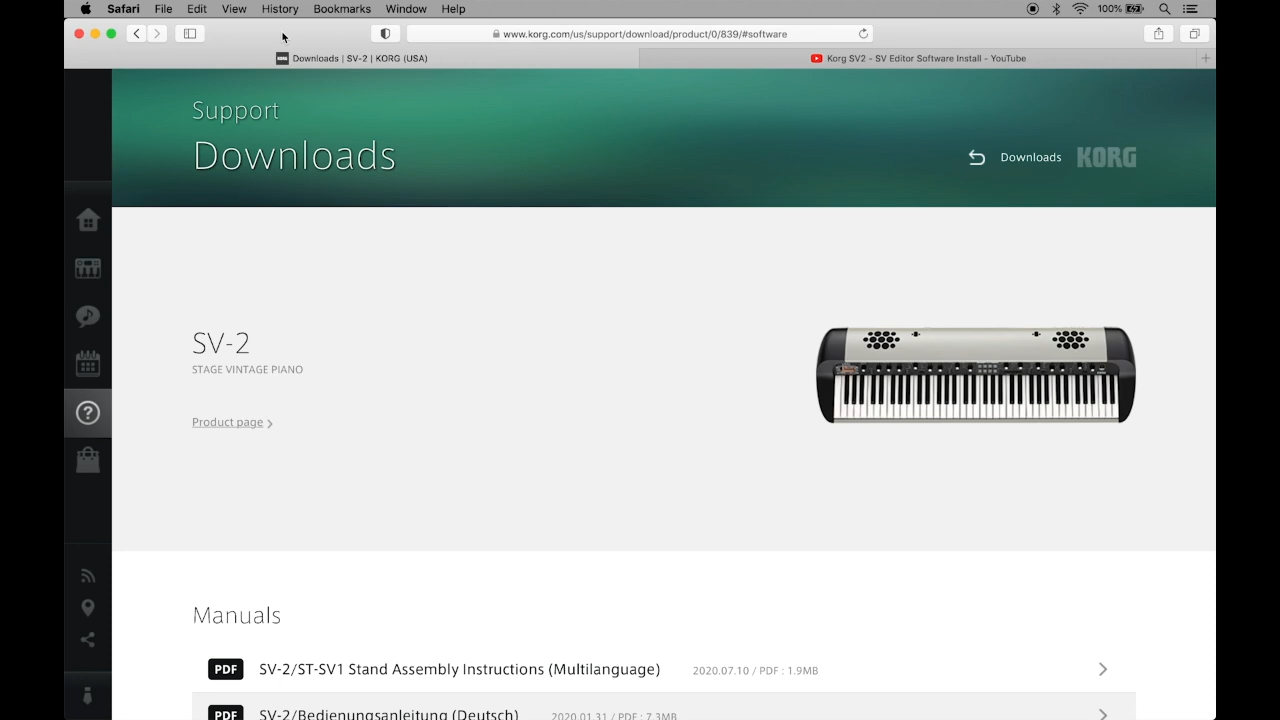 Safari File Edit View History Bookmarks Window Help 100%
www.korg.com/us/support/download/product/0/839/#software
Downloads | SV-2 | KORG (USA) Korg SV2 - SV Editor Software Install - YouTube
Support
Downloads
Downloads KORG
SV-2
STAGE VINTAGE PIANO
Product page
Manuals
PDF SV-2/ST-SV1 Stand Assembly Instructions (Multilanguage) 2020.07.10 / PDF : 1.9MB
PDF SV-2/Bedienungsanleitung (Deutsch) 2020.01.31 / PDF : 7.3MB